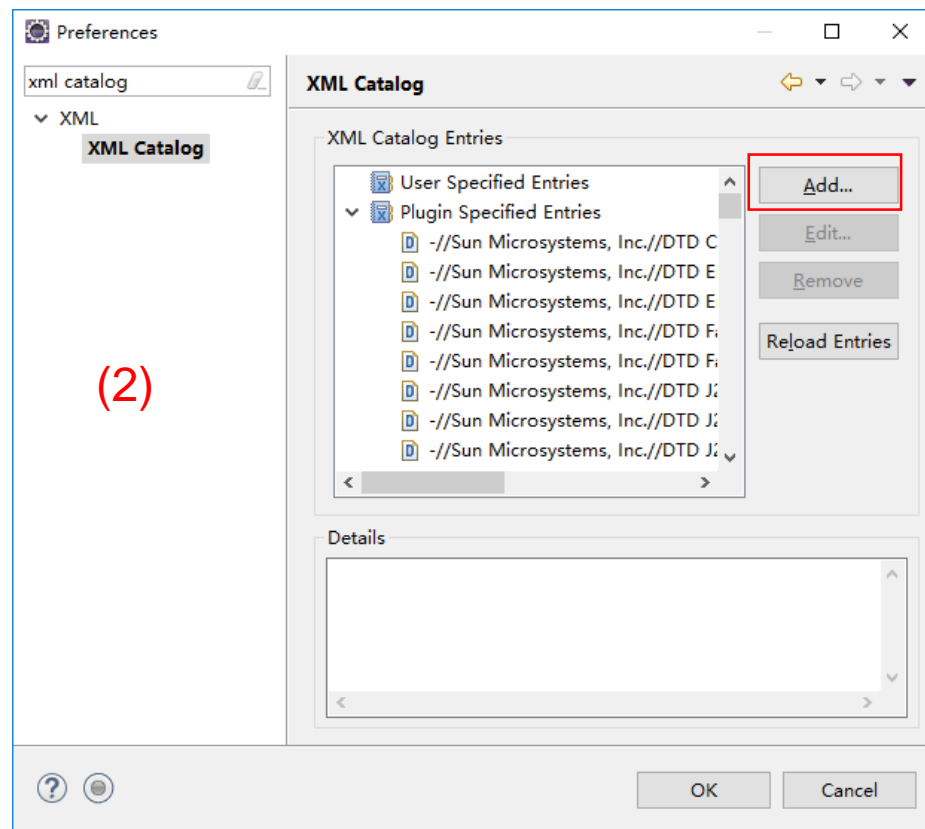 Preferences
xml catalog
XML
XML Catalog
(2)
XML Catalog
XML Catalog Entries
User Specified Entries
Plugin Specified Entries
-//Sun Microsystems, Inc.//DTD C
-//Sun Microsystems, Inc.//DTD E
-//Sun Microsystems, Inc.//DTD E
-//Sun Microsystems, Inc.//DTD Fa
-//Sun Microsystems, Inc.//DTD Fa
-//Sun Microsystems, Inc.//DTD J2
-//Sun Microsystems, Inc.//DTD J2
-//Sun Microsystems, Inc.//DTD J2
Add...
Edit...
Remove
Reload Entries
Details
OK
Cancel